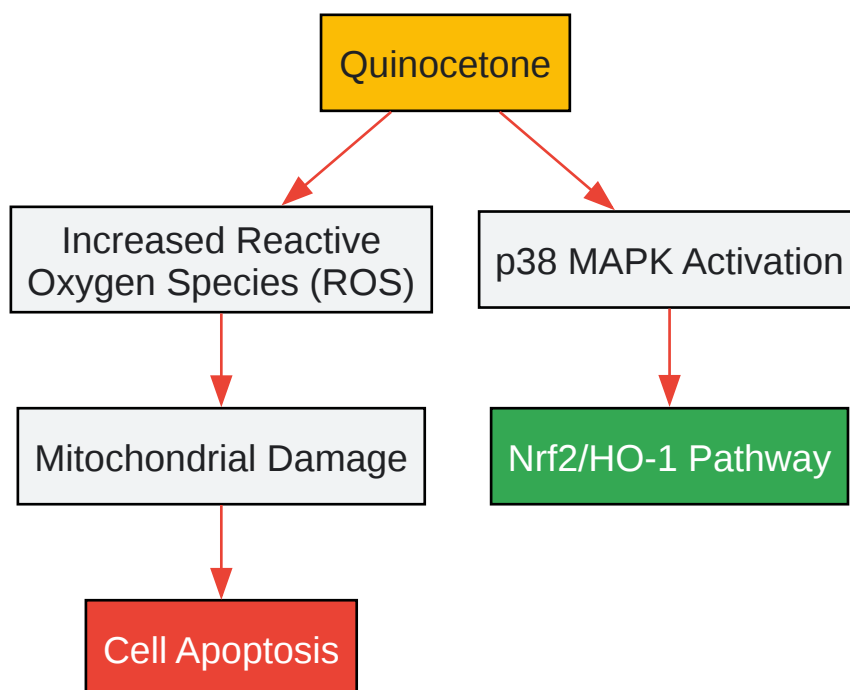 Quinocetone
Increased Reactive
Oxygen Species (ROS)
p38 MAPK Activation
Mitochondrial Damage
Nrf2/HO-1 Pathway
Cell Apoptosis